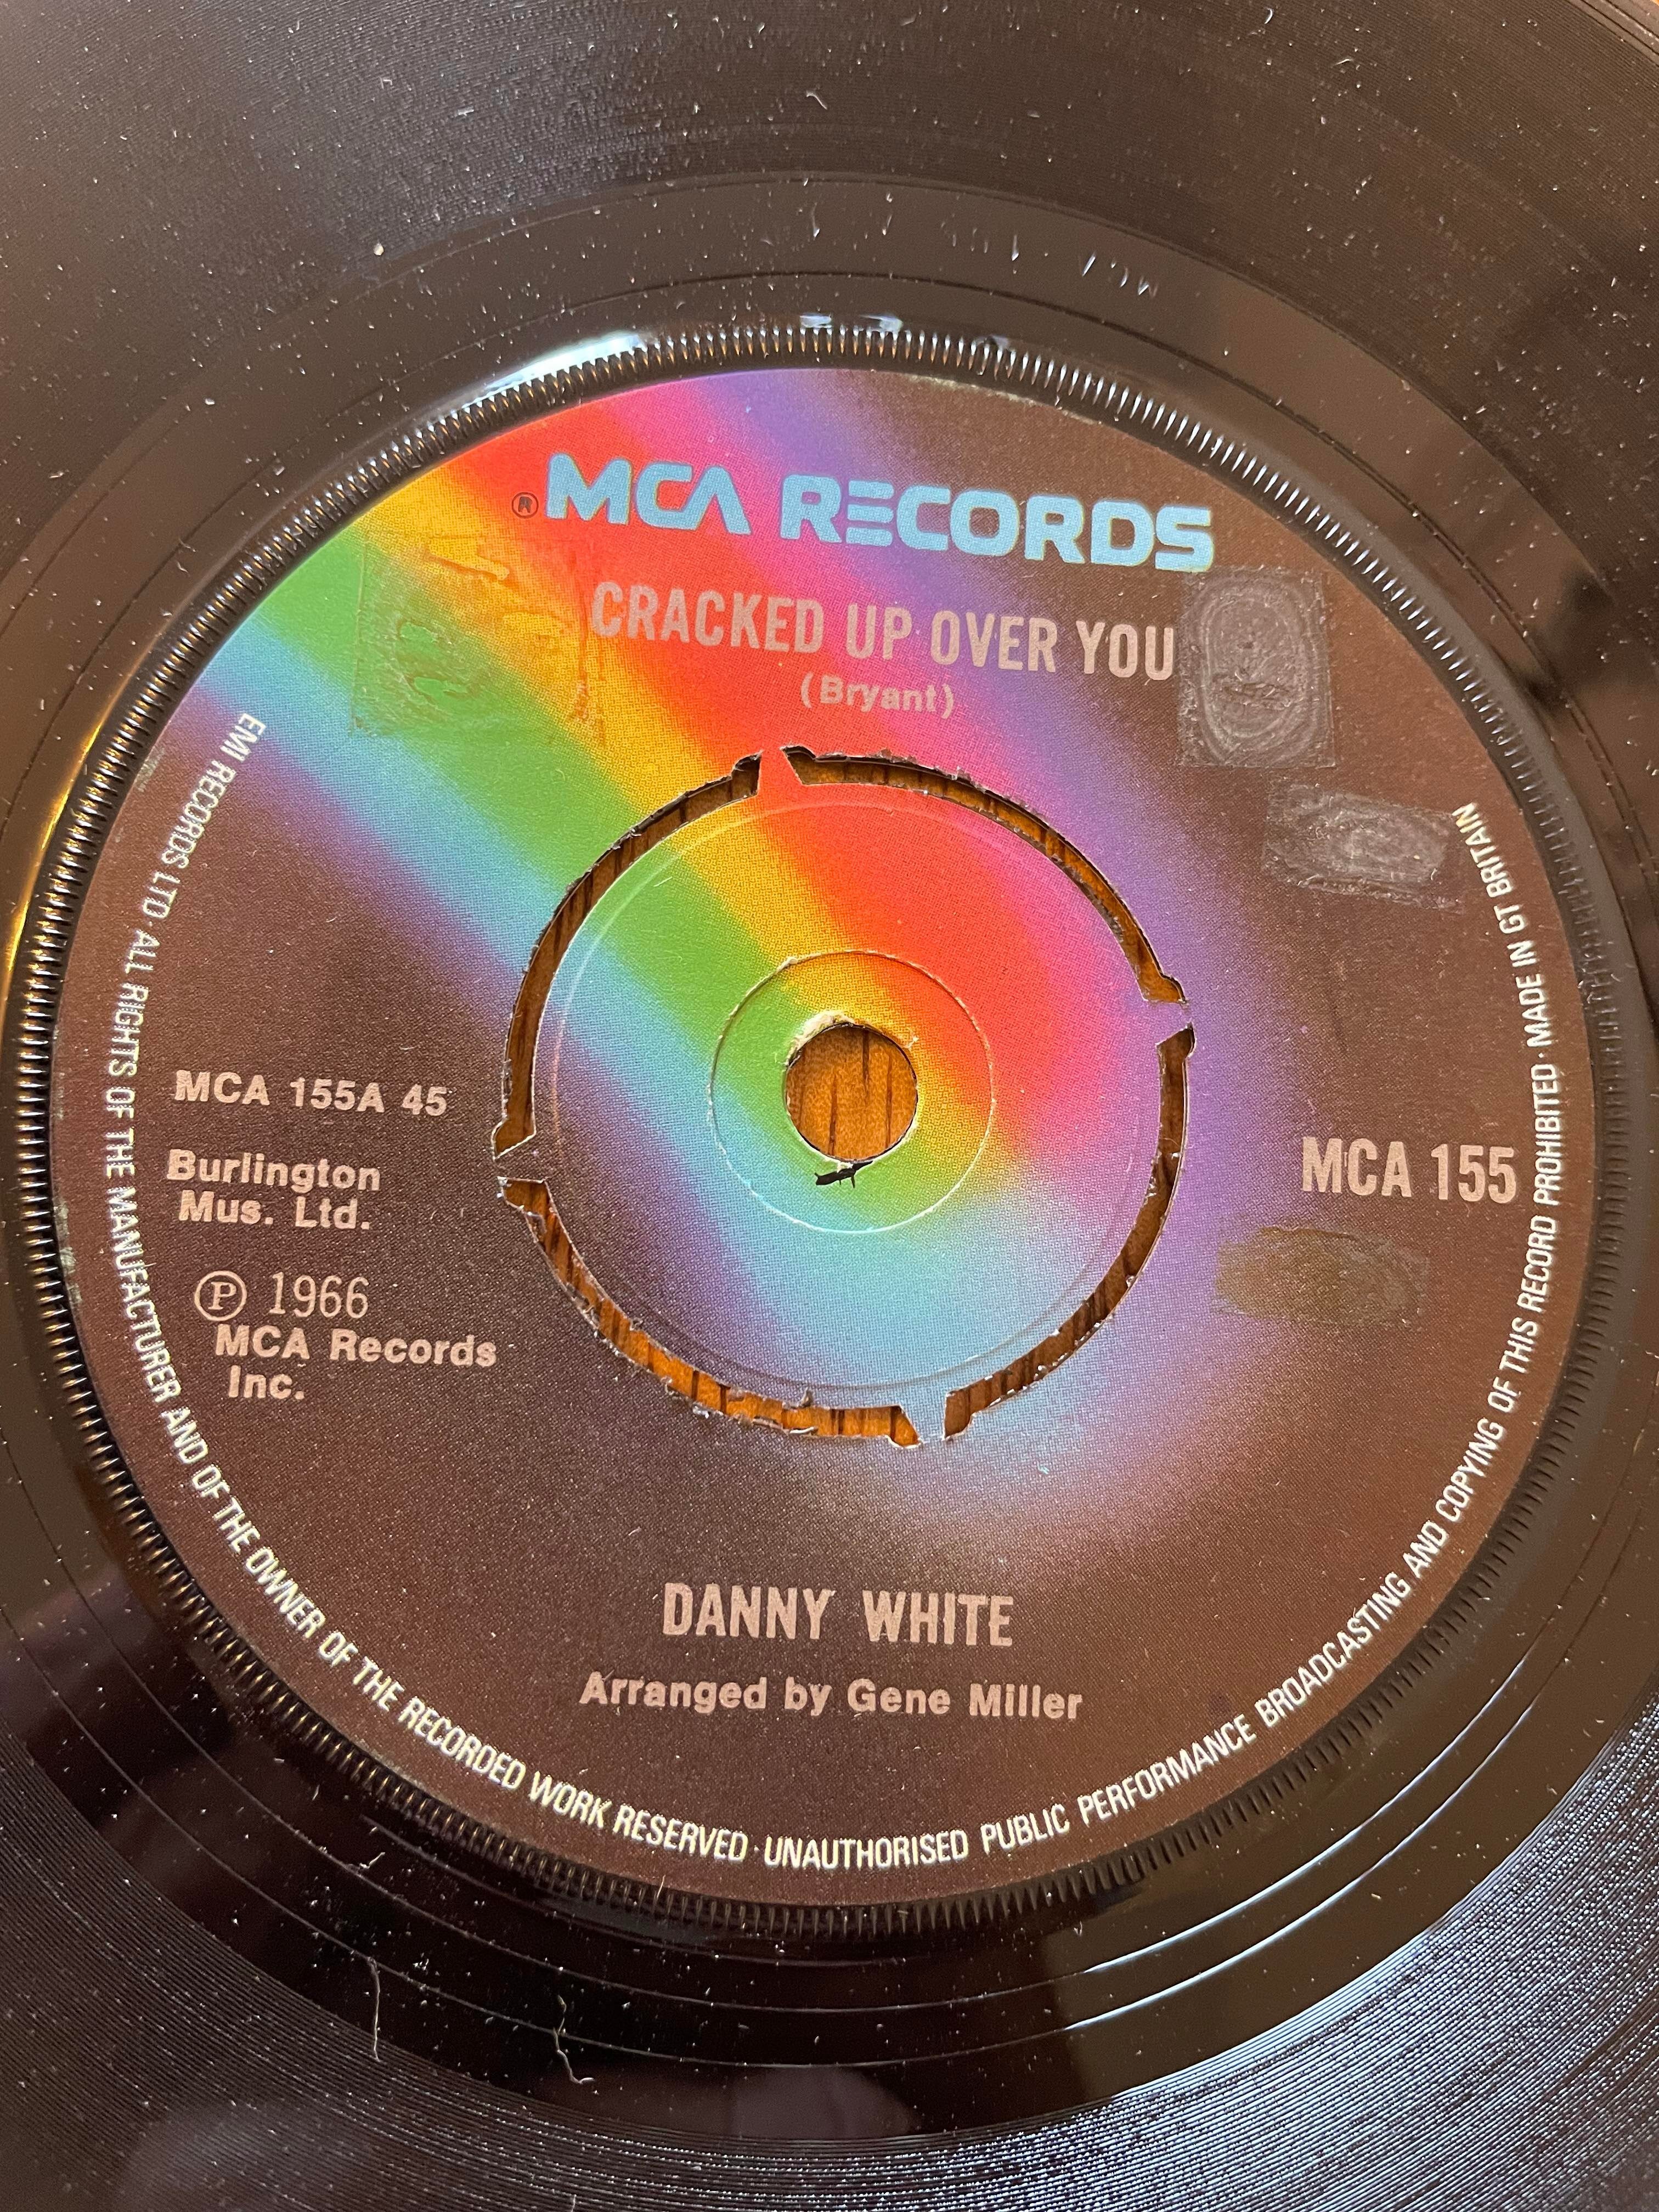 ® MCA RECORDS
CRACKED UP OVER YOU
(Bryant)
MCA 155A 45
Burlington
Mus. Ltd.
Ⓟ 1966
MCA Records
Inc.
MCA 155
DANNY WHITE
Arranged by Gene Miller
EMI RECORDS LTD ALL RIGHTS OF THE MANUFACTURER AND OF THE OWNER OF THE RECORDED WORK RESERVED · UNAUTHORISED PUBLIC PERFORMANCE BROADCASTING AND COPYING OF THIS RECORD PROHIBITED · MADE IN GT BRITAIN